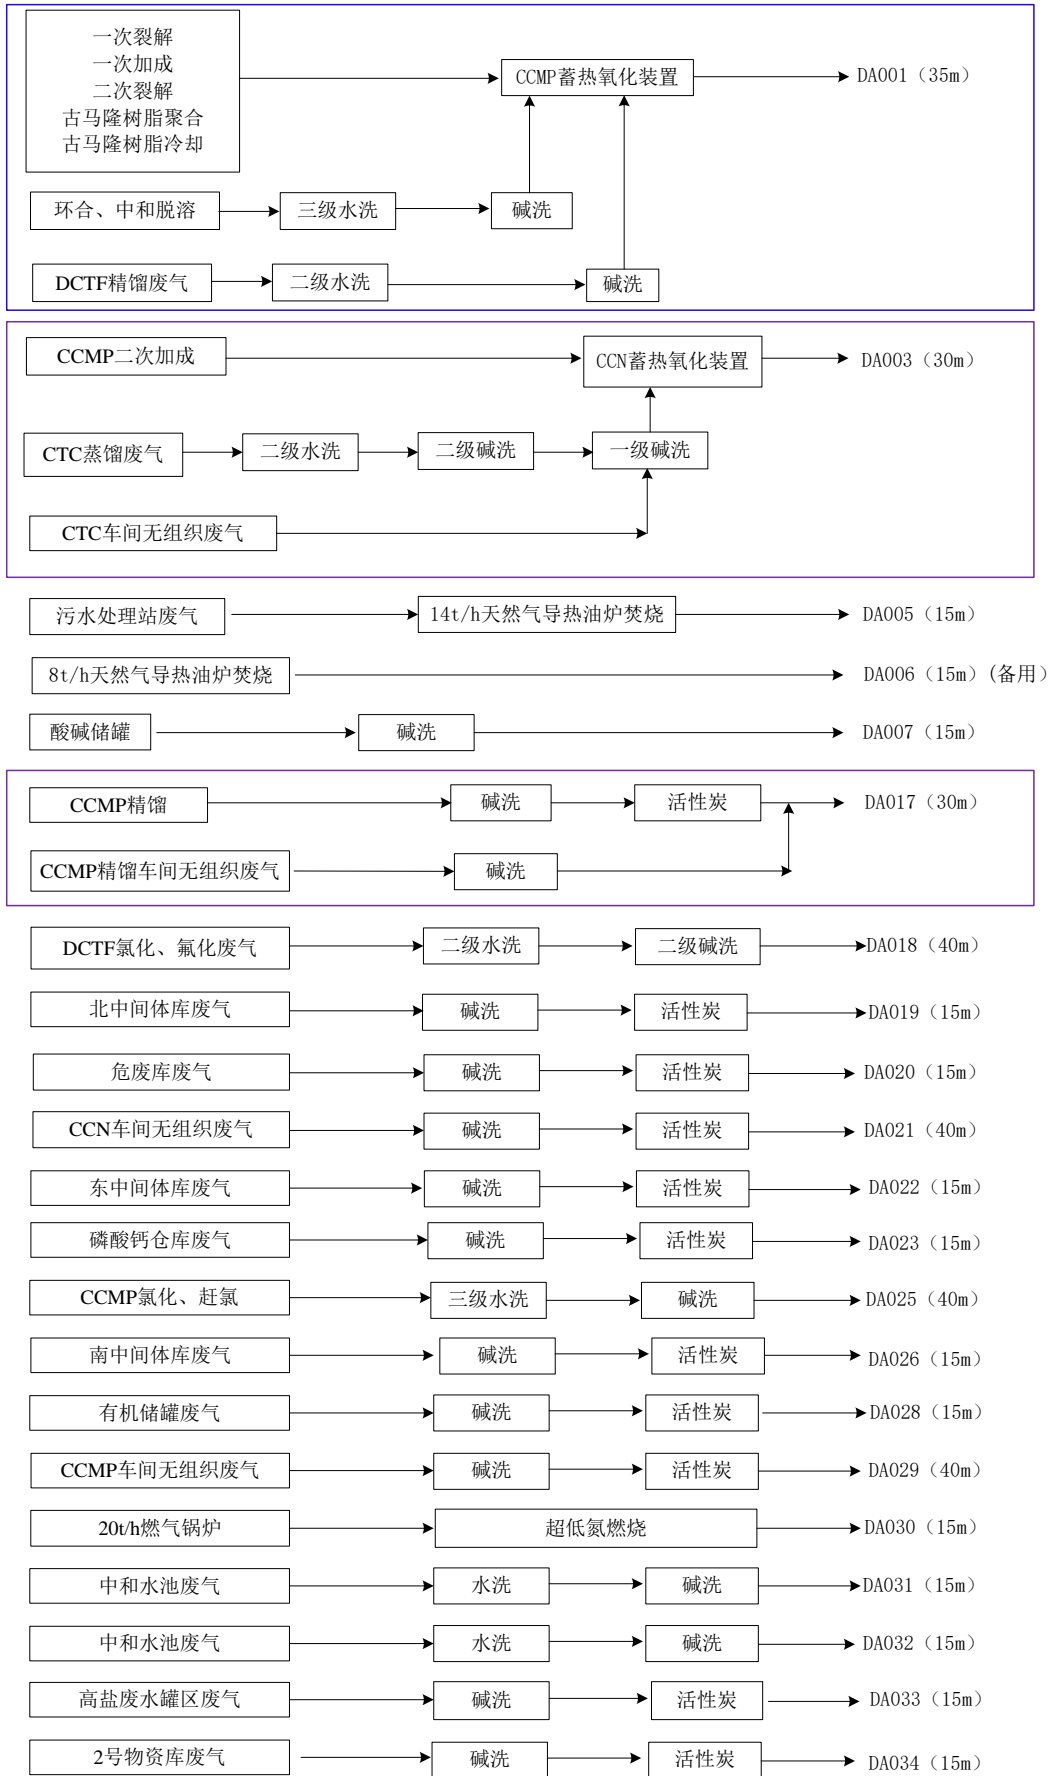 一次裂解
一次加成
二次裂解
古马隆树脂聚合
古马隆树脂冷却
CCMP蓄热氧化装置
DA001（35m）
环合、中和脱溶
三级水洗
碱洗
DCTF精馏废气
二级水洗
碱洗
CCMP二次加成
CCN蓄热氧化装置
DA003（30m）
CTC蒸馏废气
二级水洗
二级碱洗
一级碱洗
CTC车间无组织废气
污水处理站废气
14t/h天然气导热油炉焚烧
DA005（15m）
8t/h天然气导热油炉焚烧
DA006（15m）(备用)
酸碱储罐
碱洗
DA007（15m）
CCMP精馏
碱洗
活性炭
DA017（30m）
CCMP精馏车间无组织废气
碱洗
DCTF氯化、氟化废气
二级水洗
二级碱洗
DA018（40m）
北中间体库废气
碱洗
活性炭
DA019（15m）
危废库废气
碱洗
活性炭
DA020（15m）
CCN车间无组织废气
碱洗
活性炭
DA021（40m）
东中间体库废气
碱洗
活性炭
DA022（15m）
磷酸钙仓库废气
碱洗
活性炭
DA023（15m）
CCMP氯化、赶氯
三级水洗
碱洗
DA025（40m）
南中间体库废气
碱洗
活性炭
DA026（15m）
有机储罐废气
碱洗
活性炭
DA028（15m）
CCMP车间无组织废气
碱洗
活性炭
DA029（40m）
20t/h燃气锅炉
超低氮燃烧
DA030（15m）
中和水池废气
水洗
碱洗
DA031（15m）
中和水池废气
水洗
碱洗
DA032（15m）
高盐废水罐区废气
碱洗
活性炭
DA033（15m）
2号物资库废气
碱洗
活性炭
DA034（15m）